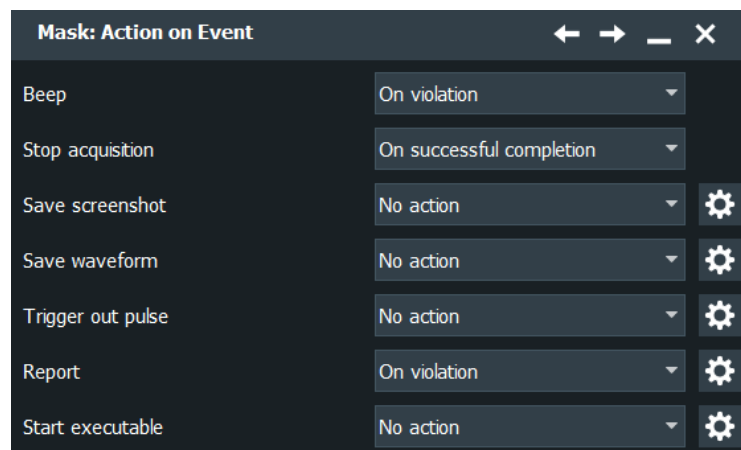 Mask: Action on Event
Beep On violation
Stop acquisition On successful completion
Save screenshot No action
Save waveform No action
Trigger out pulse No action
Report On violation
Start executable No action